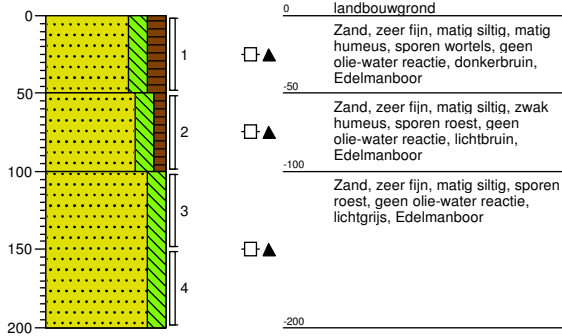 0
50
100
150
200
1
2
3
4
0 landbouwgrond
Zand, zeer fijn, matig siltig, matig
humeus, sporen wortels, geen
olie-water reactie, donkerbruin,
Edelmanboor
-50
Zand, zeer fijn, matig siltig, zwak
humeus, sporen roest, geen
olie-water reactie, lichtbruin,
Edelmanboor
-100
Zand, zeer fijn, matig siltig, sporen
roest, geen olie-water reactie,
lichtgrijs, Edelmanboor
-200